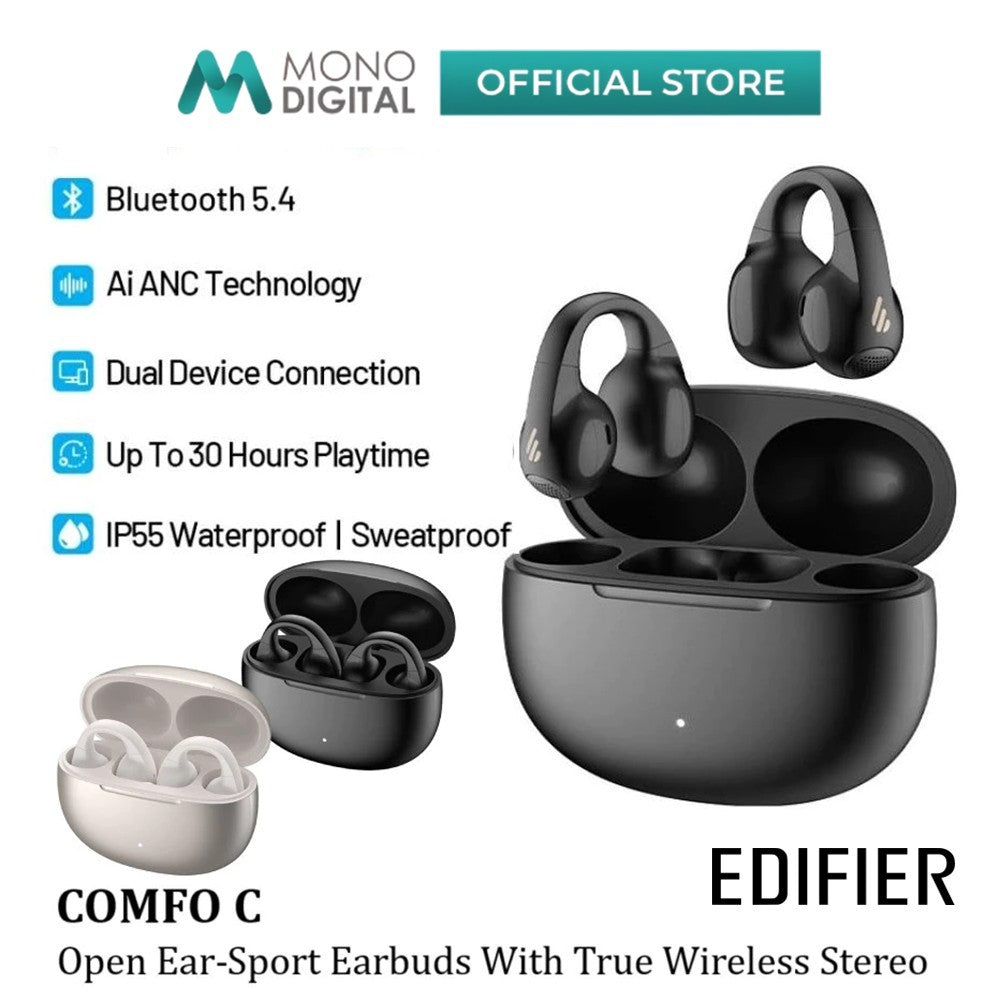 MONO
DIGITAL
OFFICIAL STORE
Bluetooth 5.4
Ai ANC Technology
Dual Device Connection
Up To 30 Hours Playtime
IP55 Waterproof | Sweatproof
EDIFIER
COMFO C
Open Ear-Sport Earbuds With True Wireless Stereo